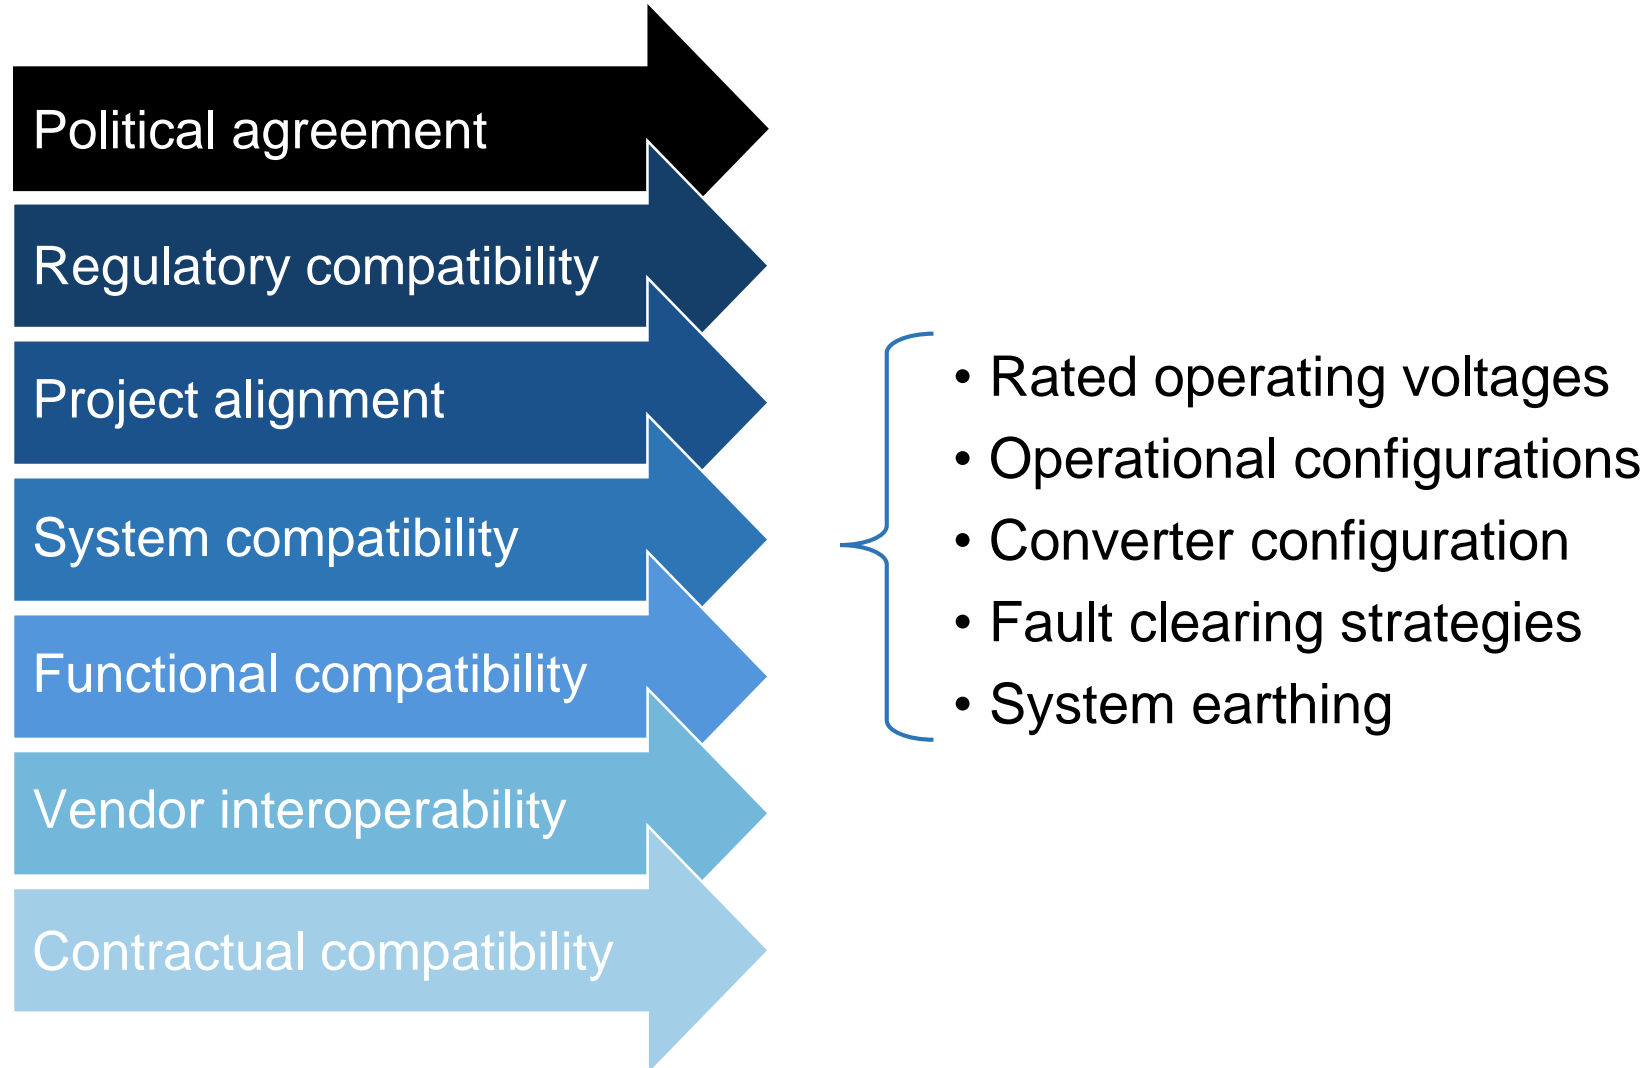 Political agreement
Regulatory compatibility
Project alignment
System compatibility
Functional compatibility
Vendor interoperability
Contractual compatibility
• Rated operating voltages
• Operational configurations
• Converter configuration
• Fault clearing strategies
• System earthing